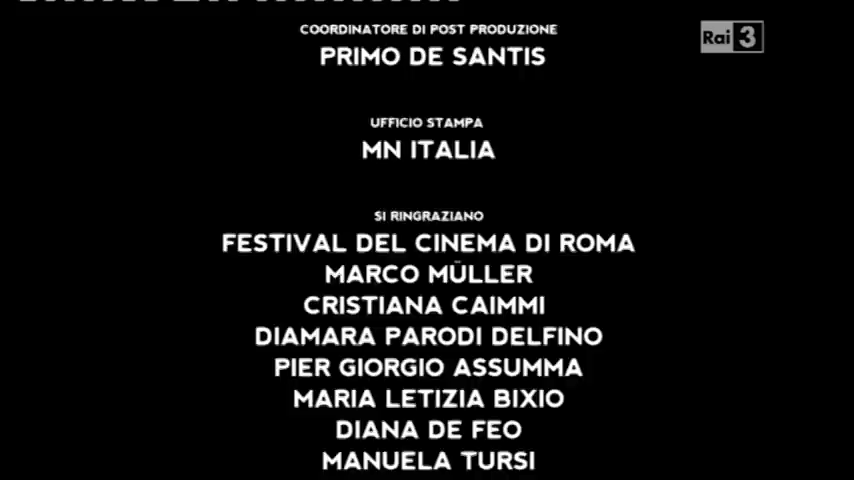 COORDINATORE DI POST PRODUZIONE
PRIMO DE SANTIS
Rai 3
UFFICIO STAMPA
MN ITALIA
SI RINGRAZIANO
FESTIVAL DEL CINEMA DI ROMA
MARCO MÜLLER
CRISTIANA CAIMMI
DIAMARA PARODI DELFINO
PIER GIORGIO ASSUMMA
MARIA LETIZIA BIXIO
DIANA DE FEO
MANUELA TURSI